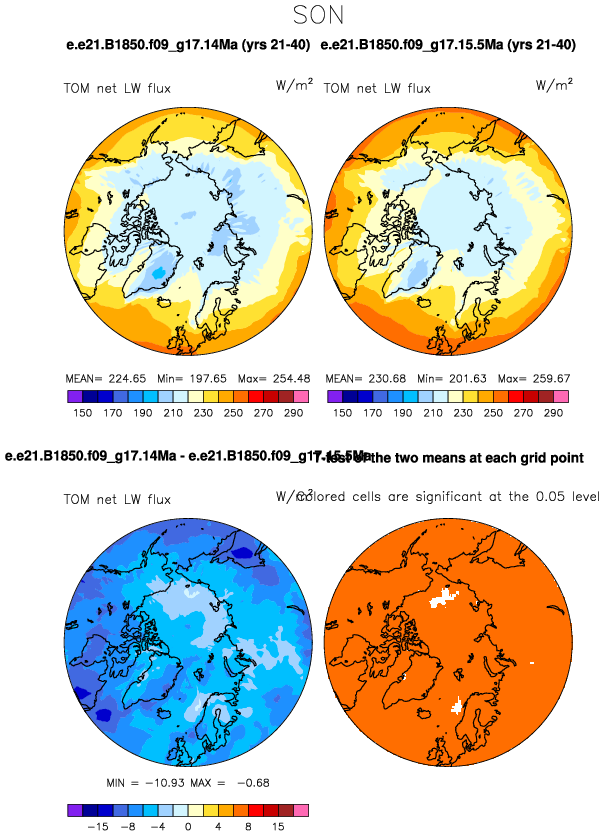 SON
e.e21.B1850.f09_g17.14Ma (yrs 21-40) e.e21.B1850.f09_g17.15.5Ma (yrs 21-40)
TOM net LW flux W/m² TOM net LW flux W/m²
MEAN= 224.65 Min= 197.65 Max= 254.48 MEAN= 230.68 Min= 201.63 Max= 259.67
150 170 190 210 230 250 270 290 150 170 190 210 230 250 270 290
e.e21.B1850.f09_g17.14Ma - e.e21.B1850.f09_g17.15.5Ma T-test of the two means at each grid point
TOM net LW flux W/m² Colored cells are significant at the 0.05 level
MIN = -10.93 MAX = -0.68
-15 -8 -4 0 4 8 15